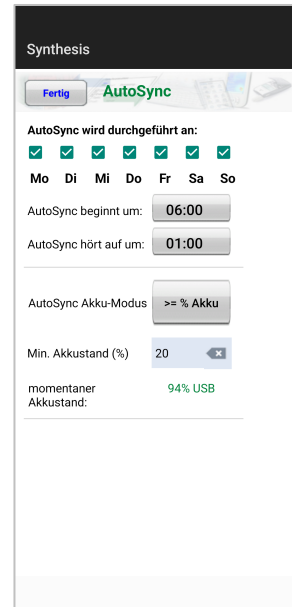 Synthesis
Fertig AutoSync
AutoSync wird durchgeführt an:
Mo Di Mi Do Fr Sa So
AutoSync beginnt um: 06:00
AutoSync hört auf um: 01:00
AutoSync Akku-Modus >= % Akku
Min. Akkustand (%) 20
momentaner 94% USB
Akkustand: